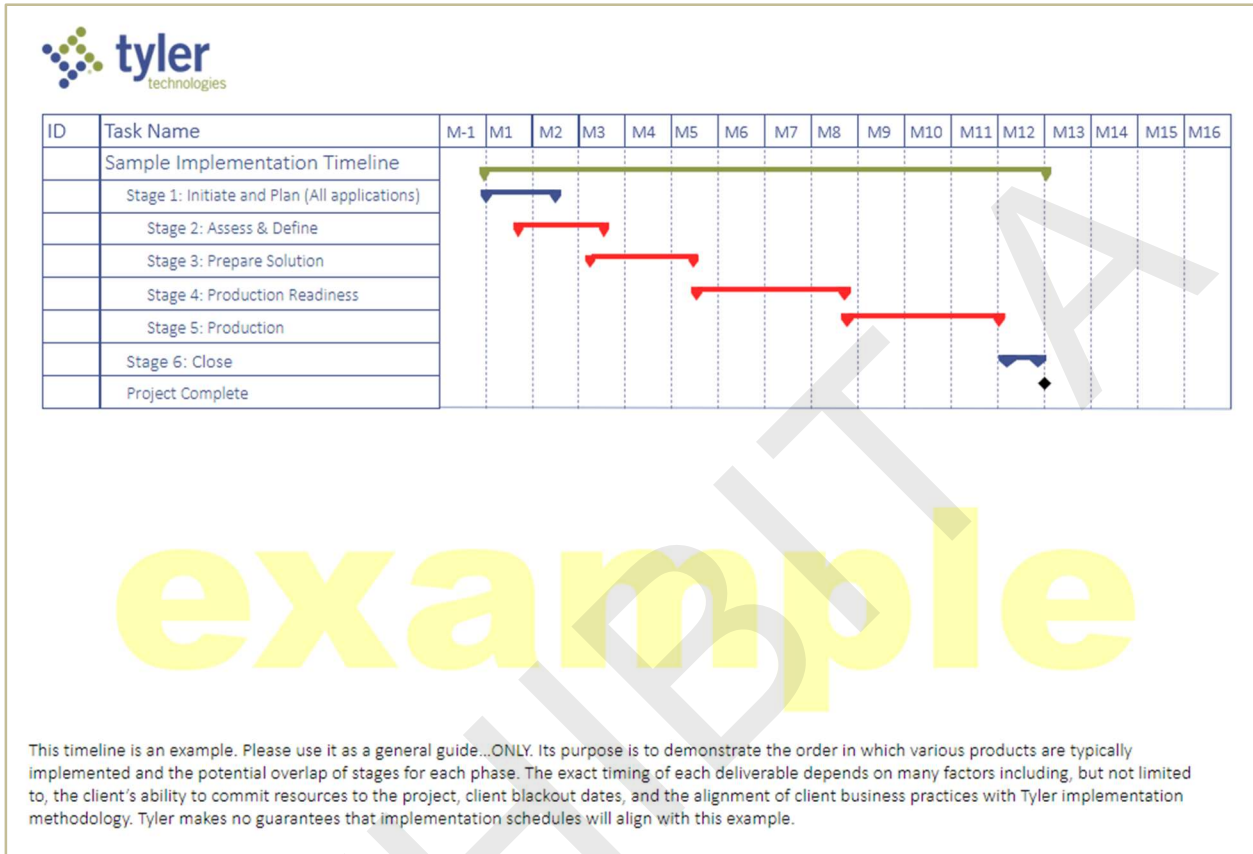 tyler
technologies
ID Task Name M-1 M1 M2 M3 M4 M5 M6 M7 M8 M9 M10 M11 M12 M13 M14 M15 M16
Sample Implementation Timeline
Stage 1: Initiate and Plan (All applications)
Stage 2: Assess & Define
Stage 3: Prepare Solution
Stage 4: Production Readiness
Stage 5: Production
Stage 6: Close
Project Complete
example
HIBIT A
This timeline is an example. Please use it as a general guide...ONLY. Its purpose is to demonstrate the order in which various products are typically
implemented and the potential overlap of stages for each phase. The exact timing of each deliverable depends on many factors including, but not limited
to, the client's ability to commit resources to the project, client blackout dates, and the alignment of client business practices with Tyler implementation
methodology. Tyler makes no guarantees that implementation schedules will align with this example.